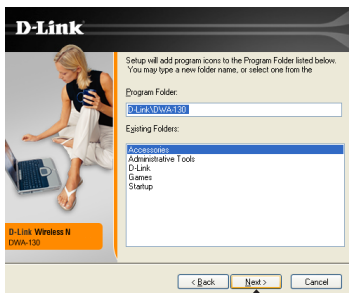 D-Link
Setup will add program icons to the Program Folder listed below.
You may type a new folder name, or select one from the
Program Folder:
D-Link\DWA-130
Existing Folders:
Accessories
Administrative Tools
D-Link
Games
Startup
D-Link Wireless N
DWA-130
< Back
Next >
Cancel